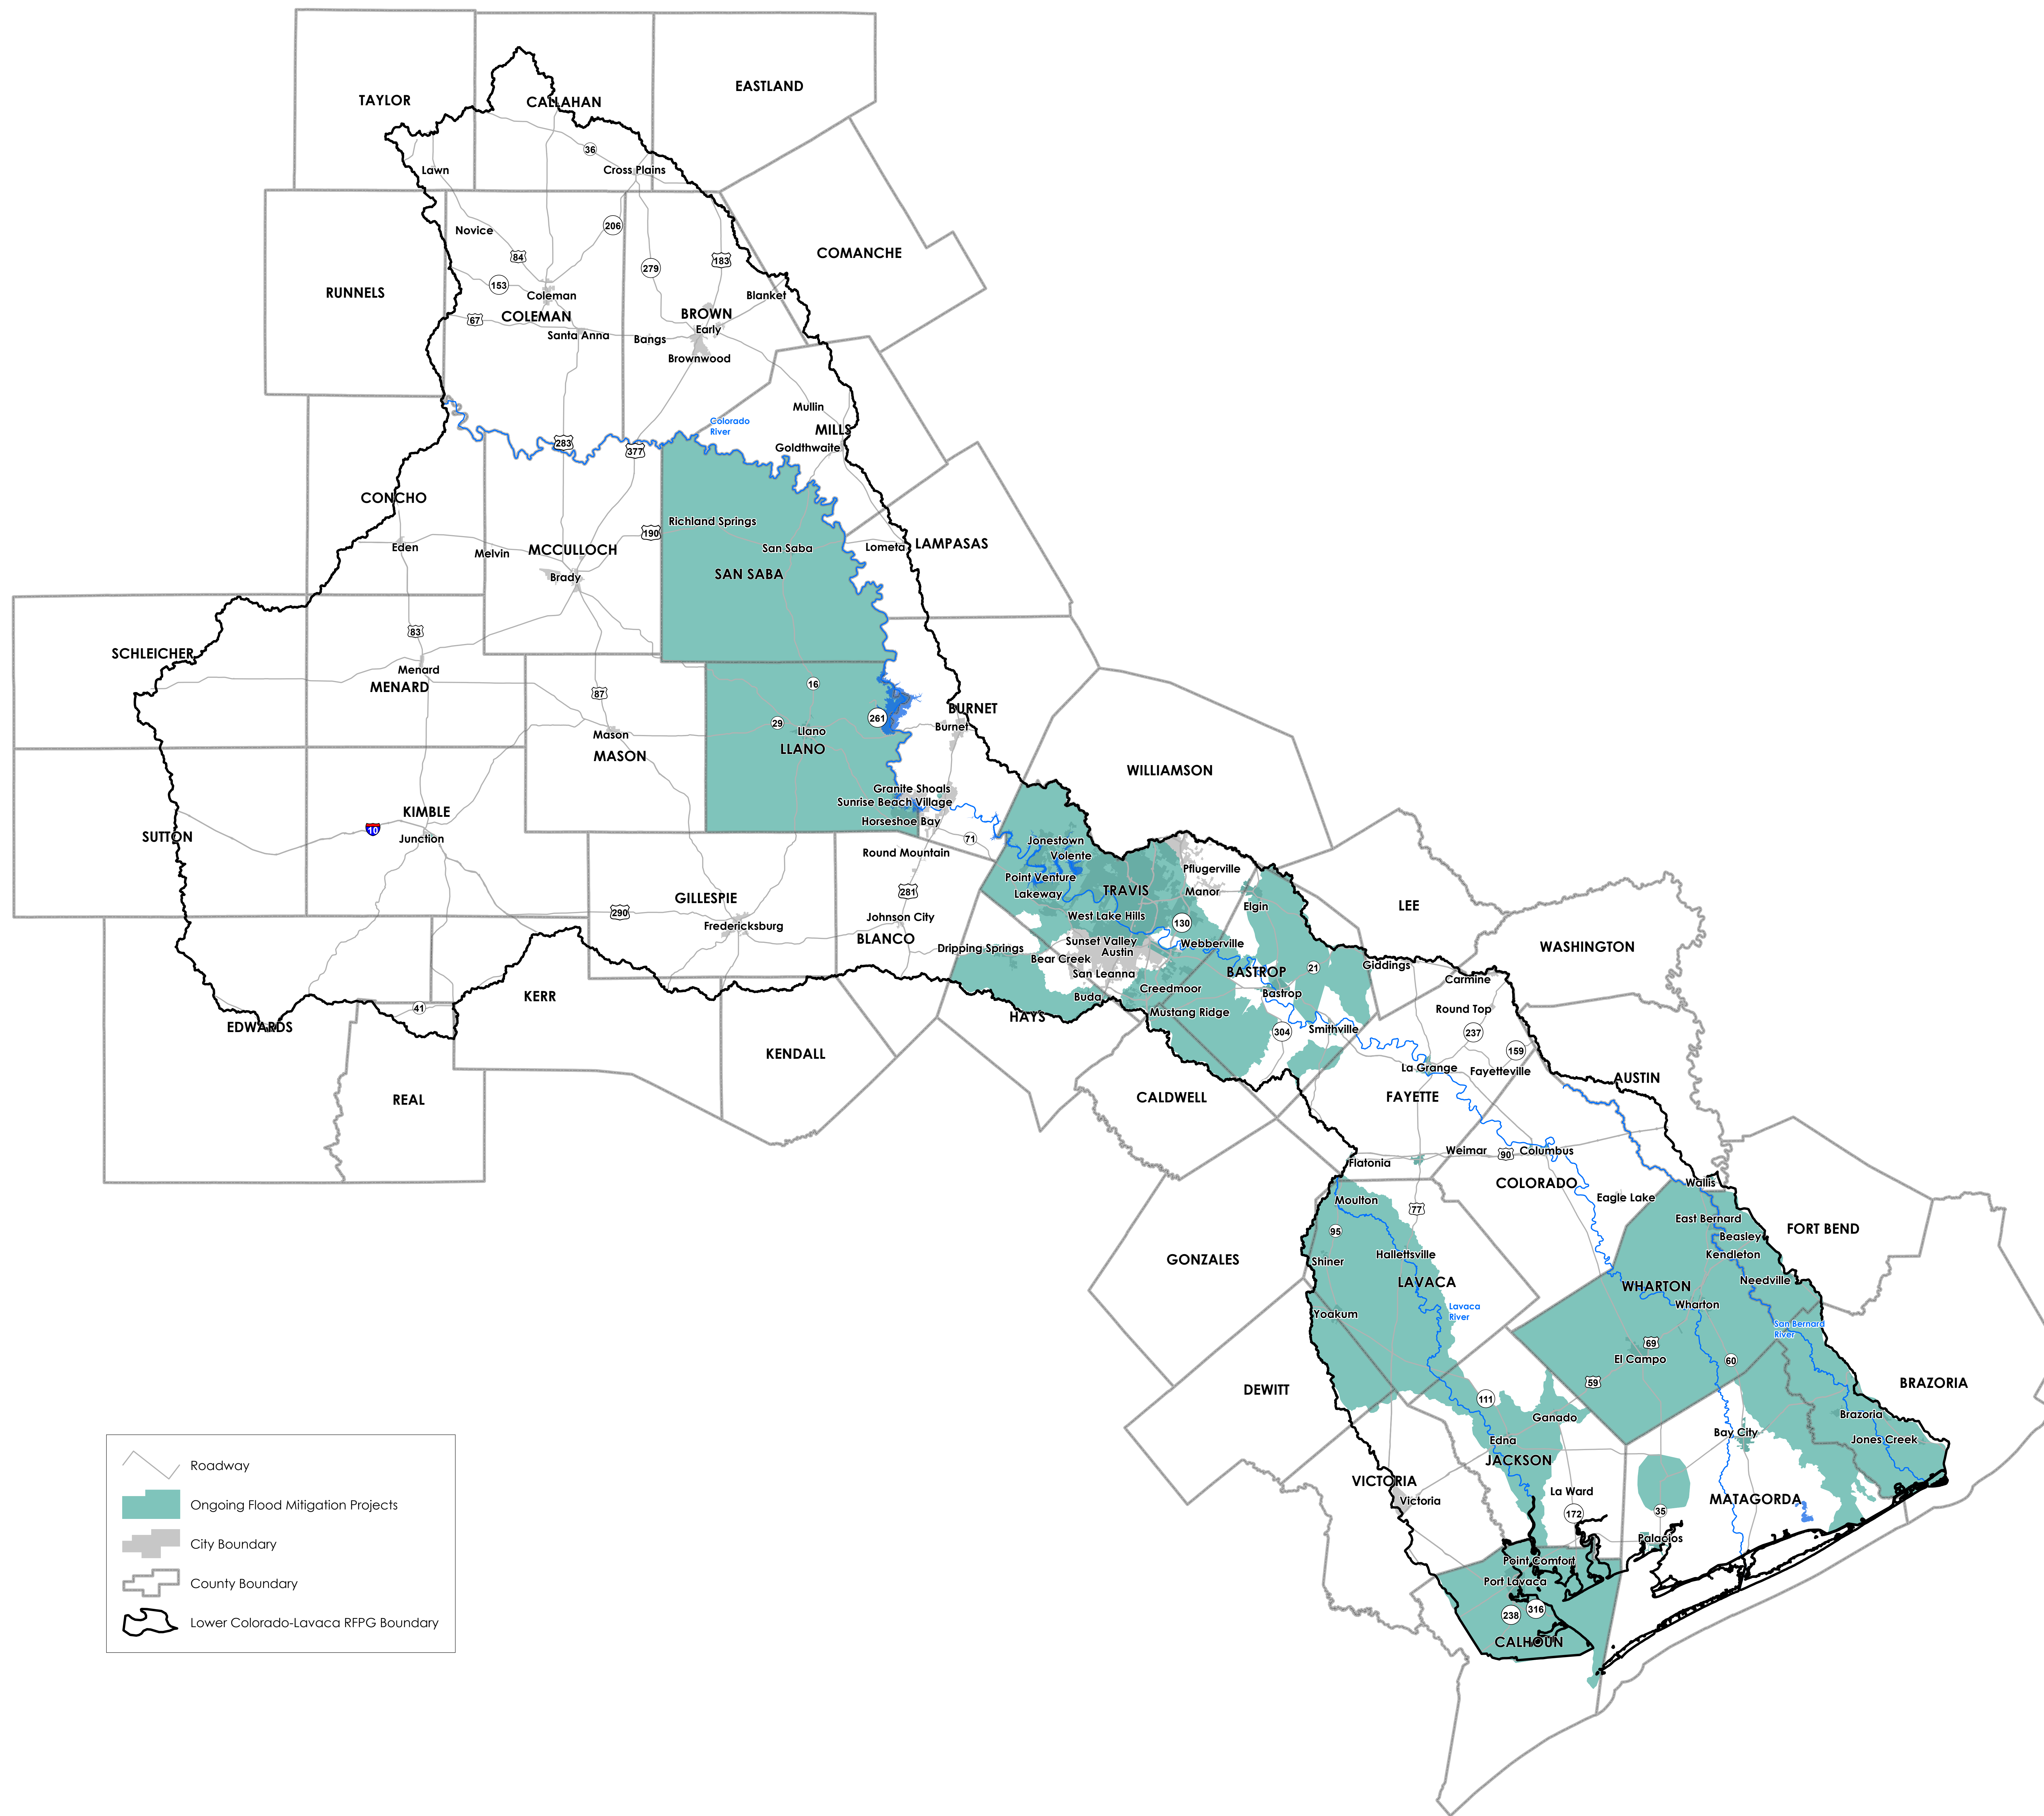 EASTLAND
TAYLOR
CALLAHAN
36
Lawn
Cross Plains
206
Novice
COMANCHE
84
183
279
153
RUNNELS
Coleman
Blanket
BROWN
COLEMAN
67
Early
Santa Anna
Bangs
Brownwood
Mullin
Colorado
River
MILLS
283
377
Goldthwaite
CONCHO
Richland Springs
190
LAMPASAS
Eden
San Saba
Lometa
Melvin
MCCULLOCH
SAN SABA
Brady
83
SCHLEICHER
Menard
MENARD
16
87
BURNET
261
29
Burnet
Llano
Mason
LLANO
MASON
WILLIAMSON
Granite Shoals
Sunrise Beach Village
KIMBLE
Horseshoe Bay
10
SUTTON
Junction
71
Jonestown
Round Mountain
Volente
Pflugerville
Point Venture
281
TRAVIS
Manor
Lakeway
GILLESPIE
LEE
Elgin
290
Johnson City
West Lake Hills
130
Fredericksburg
BLANCO
Sunset Valley
Webberville
WASHINGTON
Dripping Springs
Austin
Bear Creek
Giddings
21
San Leanna
BASTROP
Carmine
Creedmoor
Bastrop
KERR
Buda
41
Mustang Ridge
Round Top
HAYS
EDWARDS
304
Smithville
237
KENDALL
159
La Grange
Fayetteville
AUSTIN
REAL
CALDWELL
FAYETTE
Weimar
90
Columbus
Flatonia
COLORADO
Wallis
Moulton
Eagle Lake
77
East Bernard
FORT BEND
95
Beasley
Hallettsville
Kendleton
GONZALES
Shiner
LAVACA
WHARTON
Needville
Wharton
Lavaca
River
Yoakum
San Bernard
River
69
El Campo
60
DEWITT
59
BRAZORIA
111
Ganado
Brazoria
Bay City
Edna
Jones Creek
JACKSON
VICTORIA
La Ward
MATAGORDA
Victoria
172
35
Palacios
Point Comfort
Port Lavaca
238
316
CALHOUN
Roadway
Ongoing Flood Mitigation Projects
City Boundary
County Boundary
Lower Colorado-Lavaca RFPG Boundary